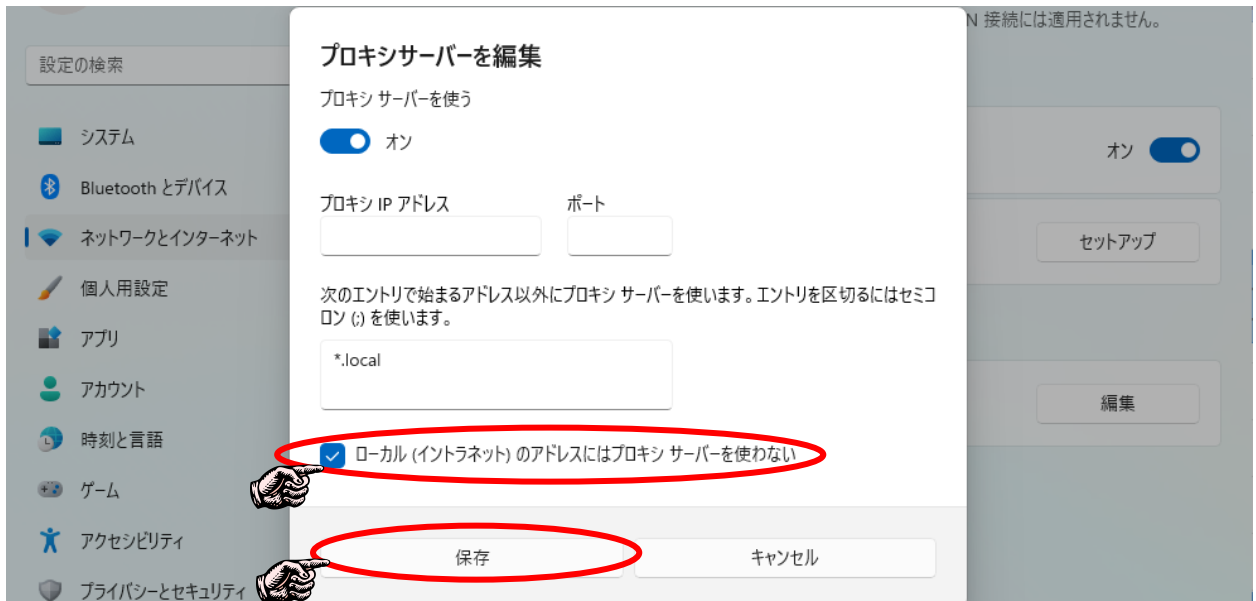 N 接続には適用されません。
設定の検索
システム
Bluetooth とデバイス
ネットワークとインターネット
個人用設定
アプリ
アカウント
時刻と言語
ゲーム
アクセシビリティ
プライバシーとセキュリティ
プロキシサーバーを編集
プロキシ サーバーを使う
オン
プロキシ IP アドレス
ポート
次のエントリで始まるアドレス以外にプロキシ サーバーを使います。エントリを区切るにはセミコ
ロン (;) を使います。
*.local
ローカル (イントラネット) のアドレスにはプロキシ サーバーを使わない
保存
キャンセル
オン
セットアップ
編集